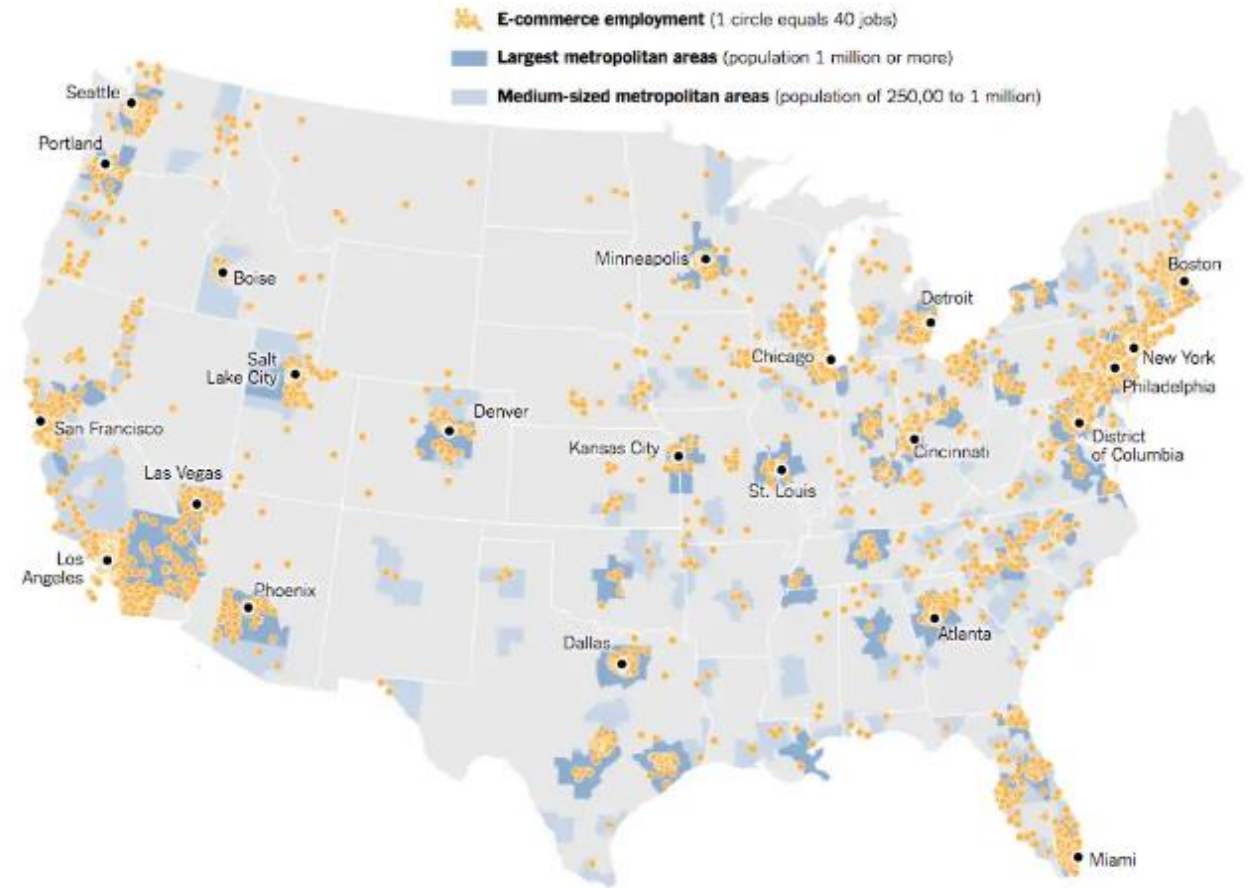 E-commerce employment (1 circle equals 40 jobs)
Largest metropolitan areas (population 1 million or more)
Medium-sized metropolitan areas (population of 250,00 to 1 million)
Seattle
Portland
Boise
Minneapolis
Boston
Detroit
Salt
Lake City
Chicago
New York
Philadelphia
Denver
San Francisco
Kansas City
Cincinnati
District
of Columbia
Las Vegas
St. Louis
Los
Angeles
Phoenix
Dallas
Atlanta
Miami